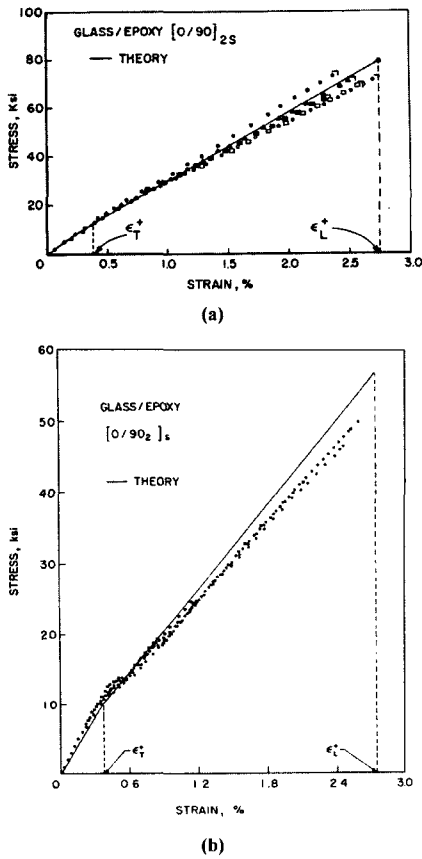 GLASS/EPOXY [0/90]2S
— THEORY
STRESS, Ksi
100
80
60
40
20
0
0.5
1.0
1.5
2.0
2.5
3.0
ϵT+
ϵL+
STRAIN, %
(a)
GLASS/EPOXY
[0/90₂]s
— THEORY
STRESS, ksi
60
50
40
30
20
10
0
0.6
1.2
1.8
2.4
3.0
ϵT+
ϵL+
STRAIN, %
(b)